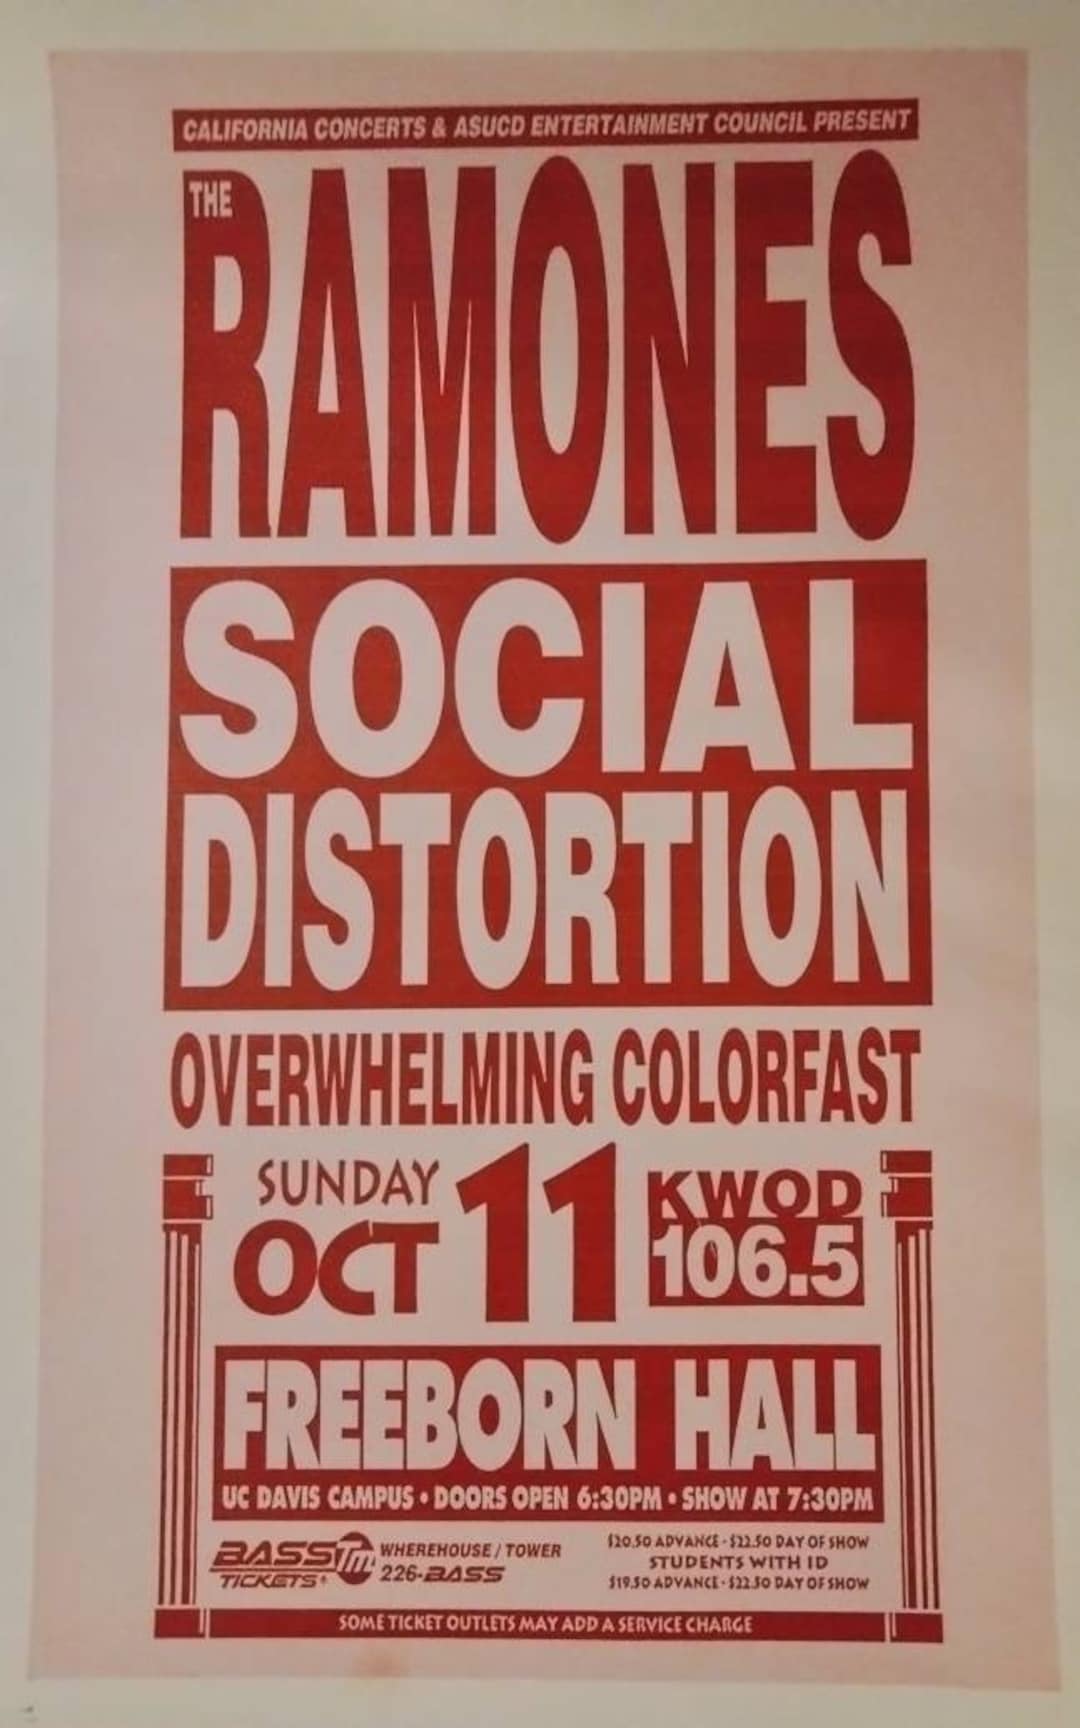 CALIFORNIA CONCERTS & ASUCD ENTERTAINMENT COUNCIL PRESENT
THE
RAMONES
SOCIAL
DISTORTION
OVERWHELMING COLORFAST
SUNDAY
OCT 11
KWOD
106.5
FREEBORN HALL
UC DAVIS CAMPUS • DOORS OPEN 6:30PM • SHOW AT 7:30PM
BASS Tm
TICKETS+
WHEREHOUSE / TOWER
226-BASS
$20.50 ADVANCE - $22.50 DAY OF SHOW
STUDENTS WITH ID
$19.50 ADVANCE - $22.50 DAY OF SHOW
SOME TICKET OUTLETS MAY ADD A SERVICE CHARGE